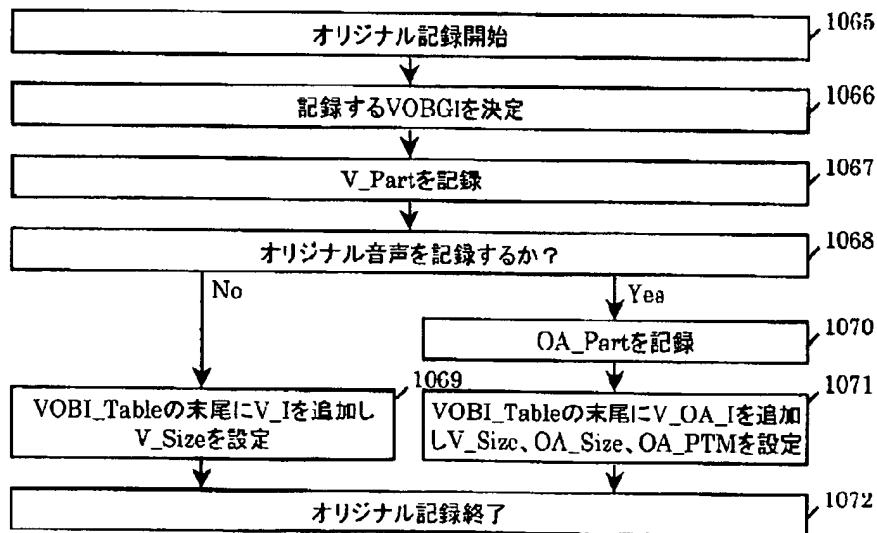 オリジナル記録開始
1065
記録するVOBGIを決定
1066
V_Partを記録
1067
オリジナル音声を記録するか?
1068
No
Yes
OA_Partを記録
1070
1069
VOBI_Tableの末尾にV_Iを追加し
V_Sizeを設定
1071
VOBI_Tableの末尾にV_OA_Iを追加
しV_Size、OA_Size、OA_PTMを設定
オリジナル記録終了
1072